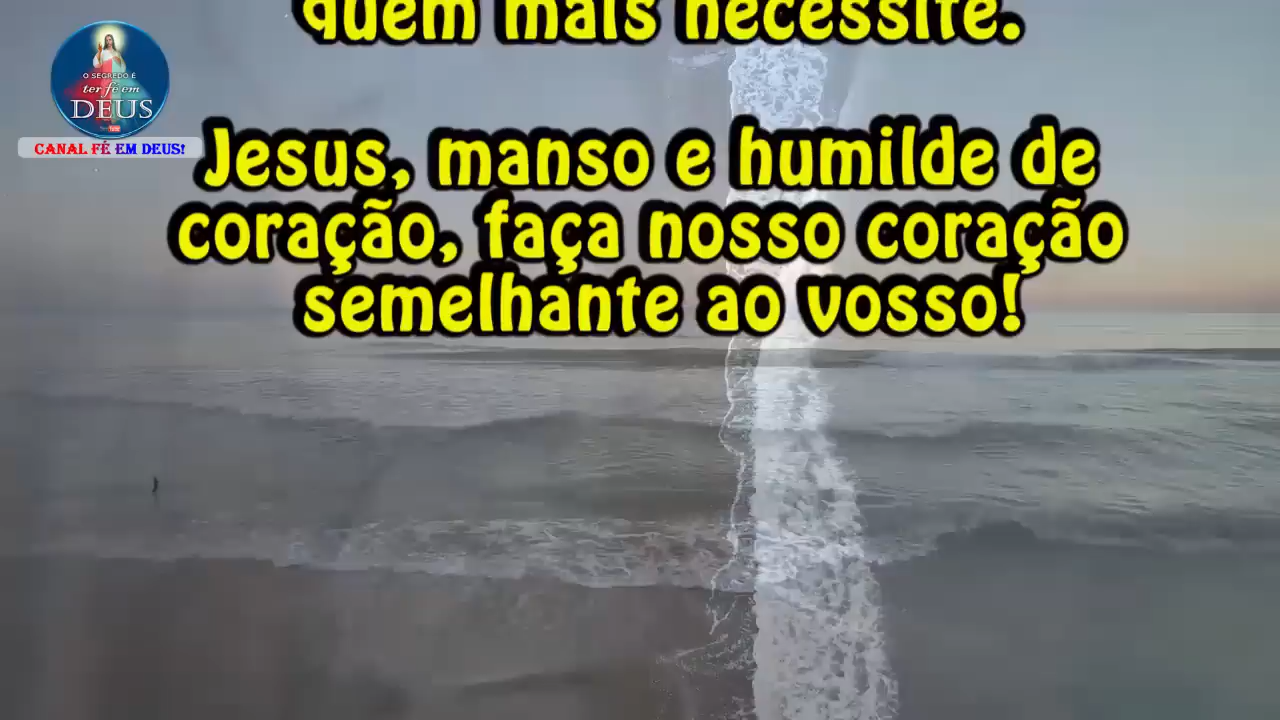 quem mais necessite.
O SEGREDO É
ter fé em
DEUS
CANAL FÉ EM DEUS!
Jesus, manso e humilde de
coração, faça nosso coração
semelhante ao vosso!